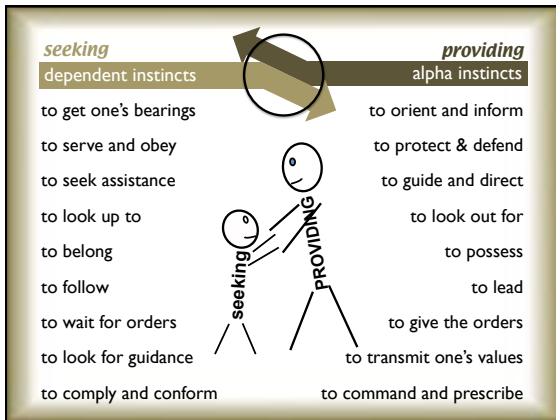 seeking providing
dependent instincts alpha instincts
to get one's bearings to orient and inform
to serve and obey to protect & defend
to seek assistance to guide and direct
to look up to to look out for
to belong to possess
to follow to lead
to wait for orders to give the orders
to look for guidance to transmit one's values
to comply and conform to command and prescribe
seeking
PROVIDING